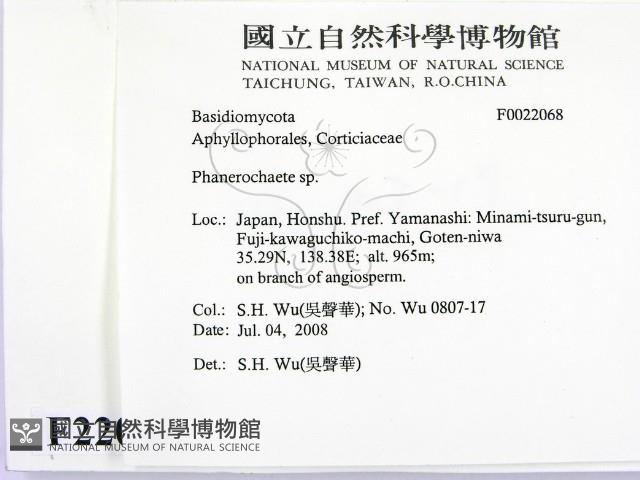 國立自然科學博物館
NATIONAL MUSEUM OF NATURAL SCIENCE
TAICHUNG, TAIWAN, R.O.CHINA
Basidiomycota F0022068
Aphyllophorales, Corticiaceae
Phanerochaete sp.
Loc.: Japan, Honshu. Pref. Yamanashi: Minami-tsuru-gun,
Fuji-kawaguchiko-machi, Goten-niwa
35.29N, 138.38E; alt. 965m;
on branch of angiosperm.
Col.: S.H. Wu(吳聲華); No. Wu 0807-17
Date: Jul. 04, 2008
Det.: S.H. Wu(吳聲華)
F22
國立自然科學博物館
NATIONAL MUSEUM OF NATURAL SCIENCE